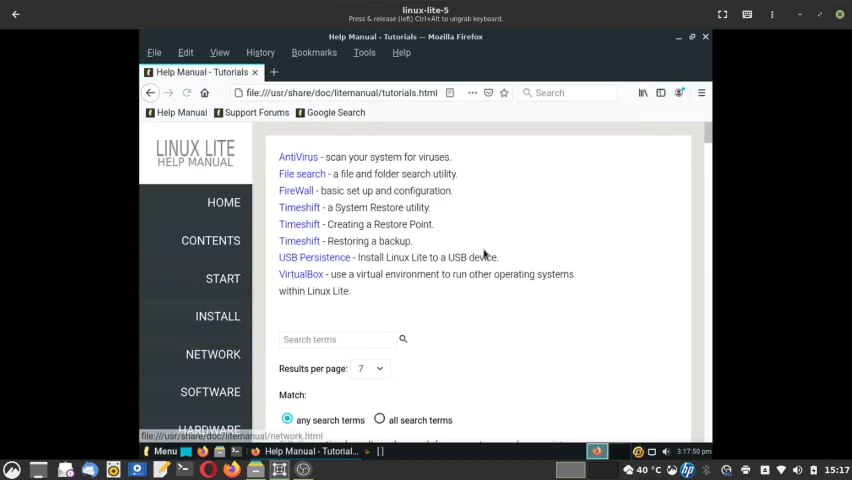 linux-lite-5
Press & release (left) Ctrl+Alt to ungrab keyboard.
Help Manual - Tutorials — Mozilla Firefox
File Edit View History Bookmarks Tools Help
Help Manual - Tutorials
file:///usr/share/doc/litemanual/tutorials.html
Search
Help Manual Support Forums Google Search
LINUX LITE
HELP MANUAL
HOME
CONTENTS
START
INSTALL
NETWORK
SOFTWARE
HARDWARE
AntiVirus - scan your system for viruses.
File search - a file and folder search utility.
FireWall - basic set up and configuration.
Timeshift - a System Restore utility.
Timeshift - Creating a Restore Point.
Timeshift - Restoring a backup.
USB Persistence - Install Linux Lite to a USB device.
VirtualBox - use a virtual environment to run other operating systems
within Linux Lite.
Search terms
Results per page: 7
Match:
any search terms all search terms
file:///usr/share/doc/litemanual/network.html
Menu Help Manual - Tutorial... [] 3:17:50 pm
40 °C hp 15:17